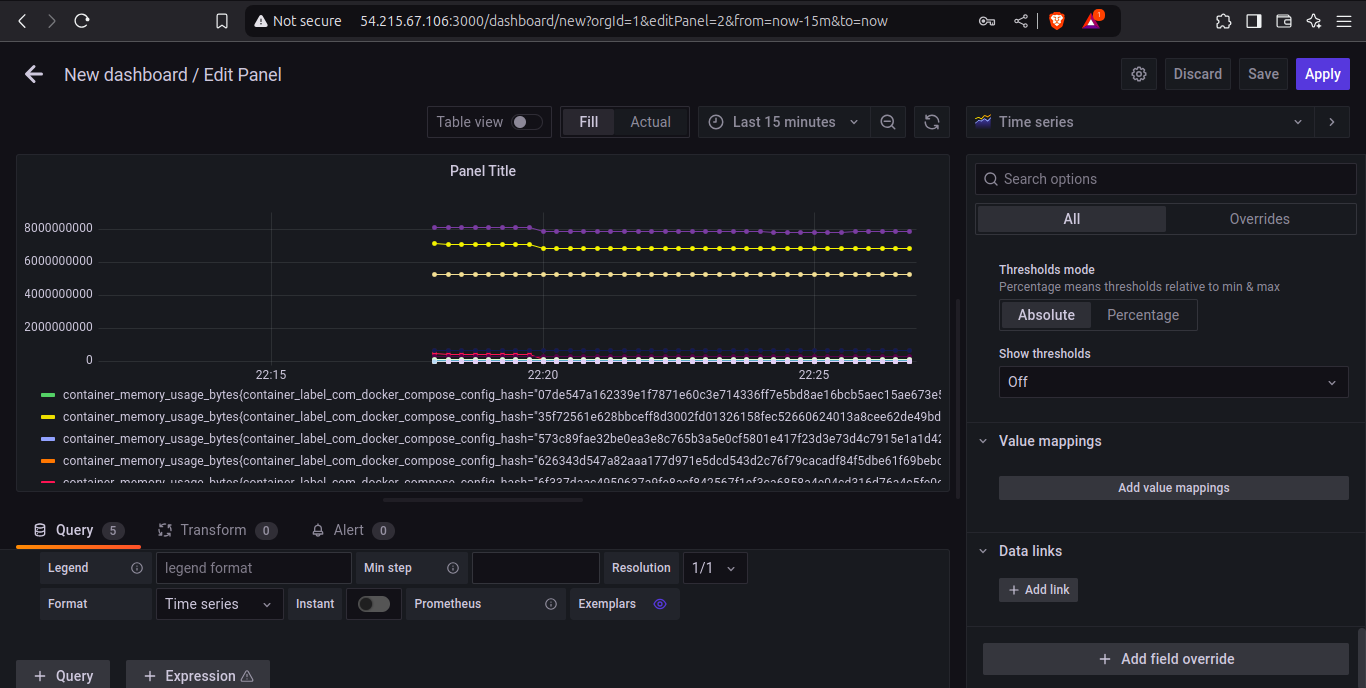 Not secure 54.215.67.106:3000/dashboard/new?orgId=1&editPanel=2&from=now-15m&to=now 1
New dashboard / Edit Panel Discard Save Apply
Table view Fill Actual Last 15 minutes Time series
Panel Title
8000000000
6000000000
4000000000
2000000000
0
22:15 22:20 22:25
container_memory_usage_bytes{container_label_com_docker_compose_config_hash="07de547a162339e1f7871e60c3e714336ff7e5bd8ae16bcb5aec15ae673e5
container_memory_usage_bytes{container_label_com_docker_compose_config_hash="35f72561e628bbceff8d3002fd01326158fec52660624013a8cee62de49bd
container_memory_usage_bytes{container_label_com_docker_compose_config_hash="573c89fae32be0ea3e8c765b3a5e0cf5801e417f23d3e73d4c7915e1a1d42
container_memory_usage_bytes{container_label_com_docker_compose_config_hash="626343d547a82aaa177d971e5dcd543d2c76f79cacadf84f5dbe61f69bebc
Query 5 Transform 0 Alert 0
Legend legend format Min step Resolution 1/1
Format Time series Instant Prometheus Exemplars
+ Query + Expression
Search options
All Overrides
Thresholds mode
Percentage means thresholds relative to min & max
Absolute Percentage
Show thresholds
Off
Value mappings
Add value mappings
Data links
+ Add link
+ Add field override